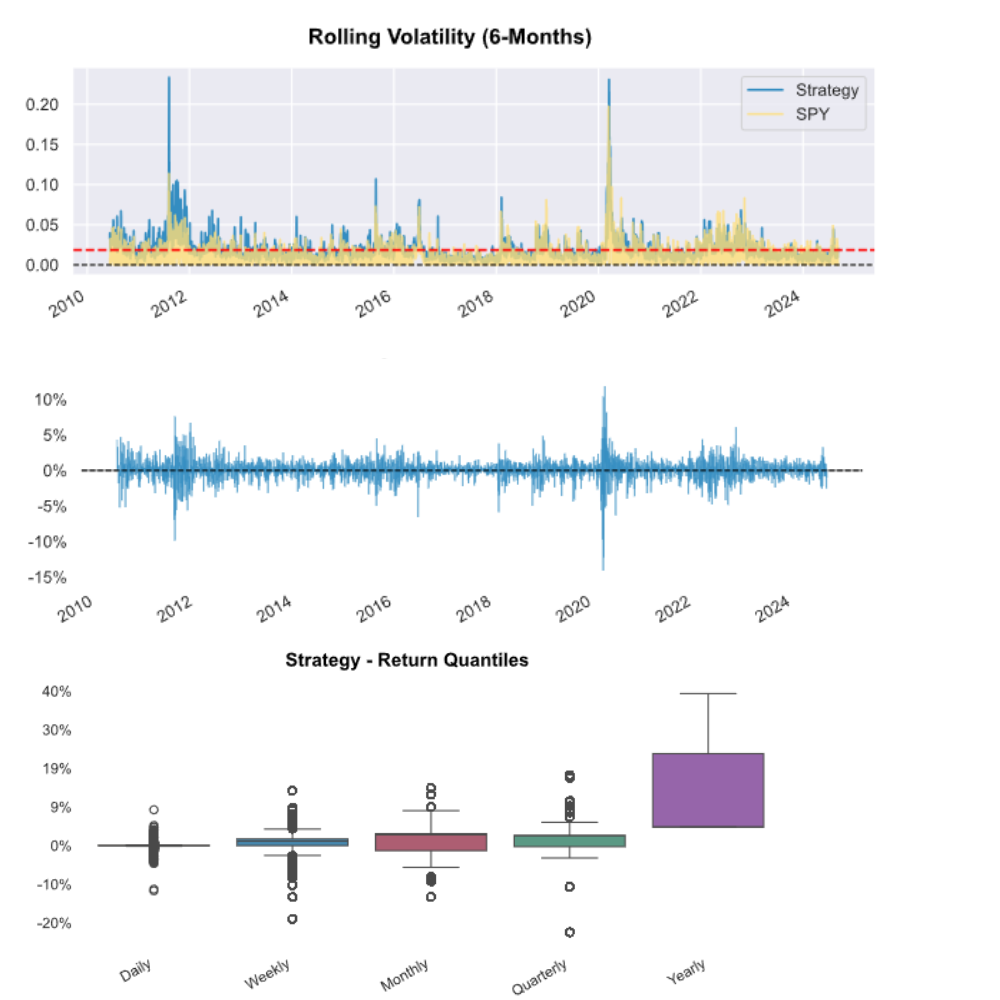 Rolling Volatility (6-Months)
Strategy
SPY
0.20
0.15
0.10
0.05
0.00
2010 2012 2014 2016 2018 2020 2022 2024
10%
5%
0%
-5%
-10%
-15%
2010 2012 2014 2016 2018 2020 2022 2024
Strategy - Return Quantiles
40%
30%
19%
9%
0%
-10%
-20%
Daily Weekly Monthly Quarterly Yearly